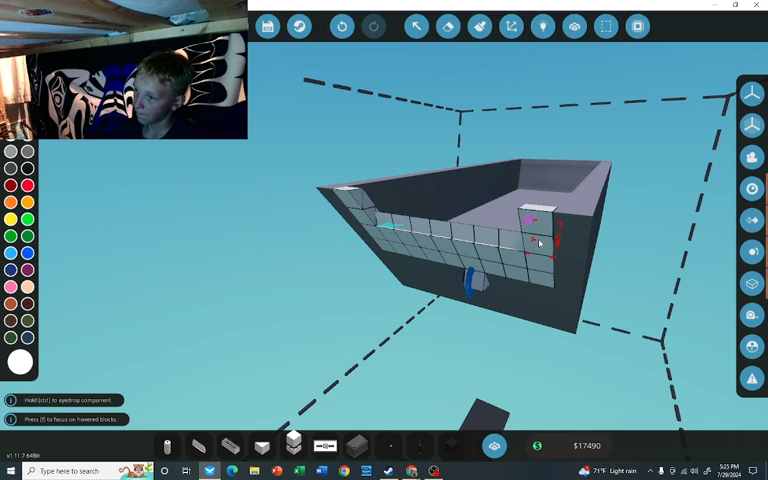 Hold [ctrl] to eyedrop component
Press [f] to focus on hovered blocks
v1.11.7 64Bit
$17490
Type here to search
71°F Light rain
5:25 PM
7/29/2024